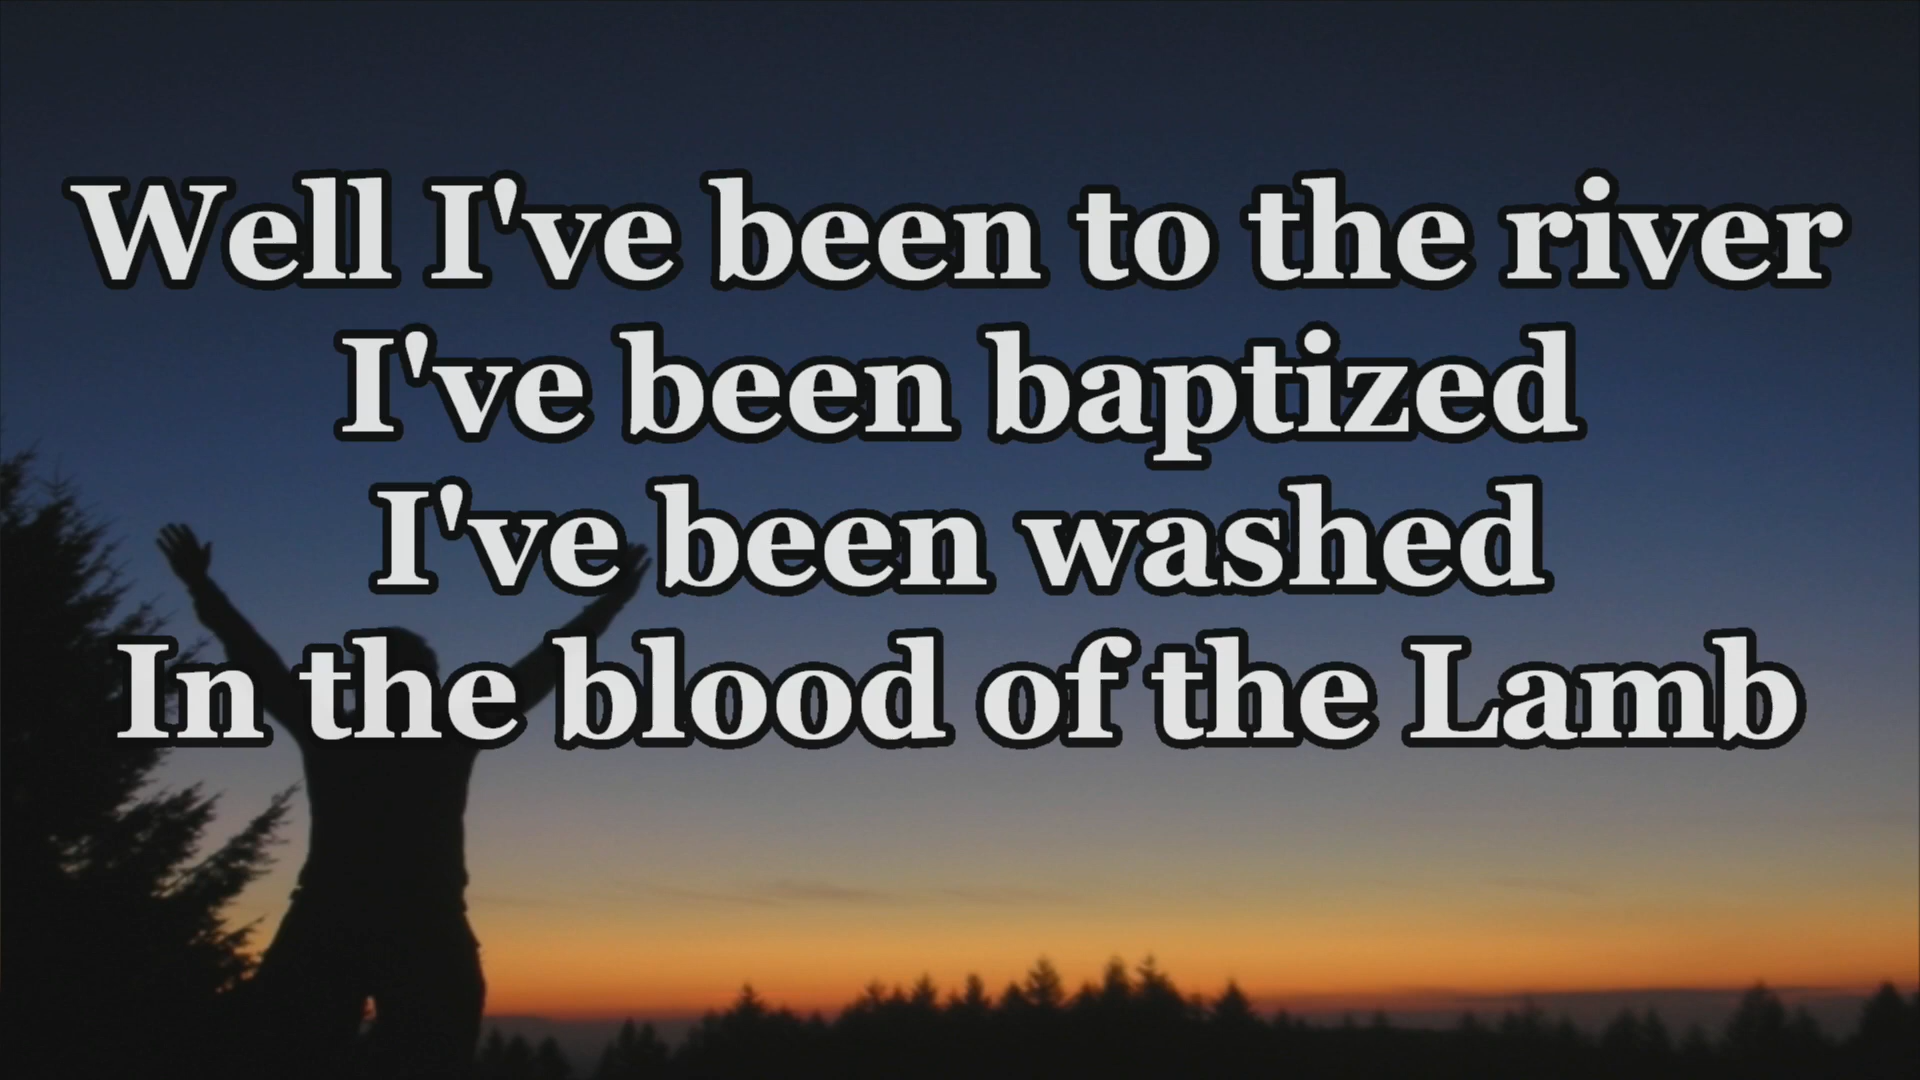 Well I've been to the river
I've been baptized
I've been washed
In the blood of the Lamb